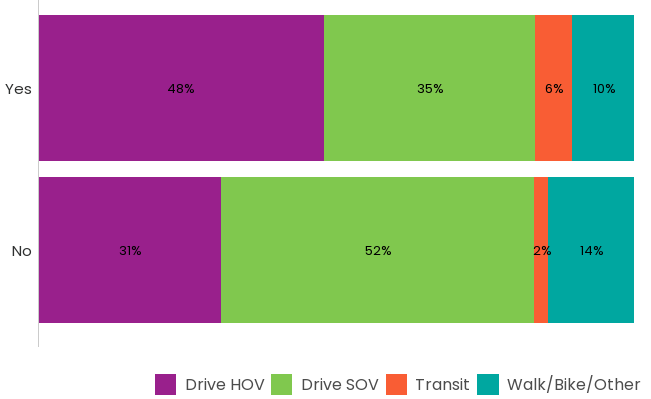 Yes 48% 35% 6% 10%
No 31% 52% 2% 14%
Drive HOV Drive SOV Transit Walk/Bike/Other